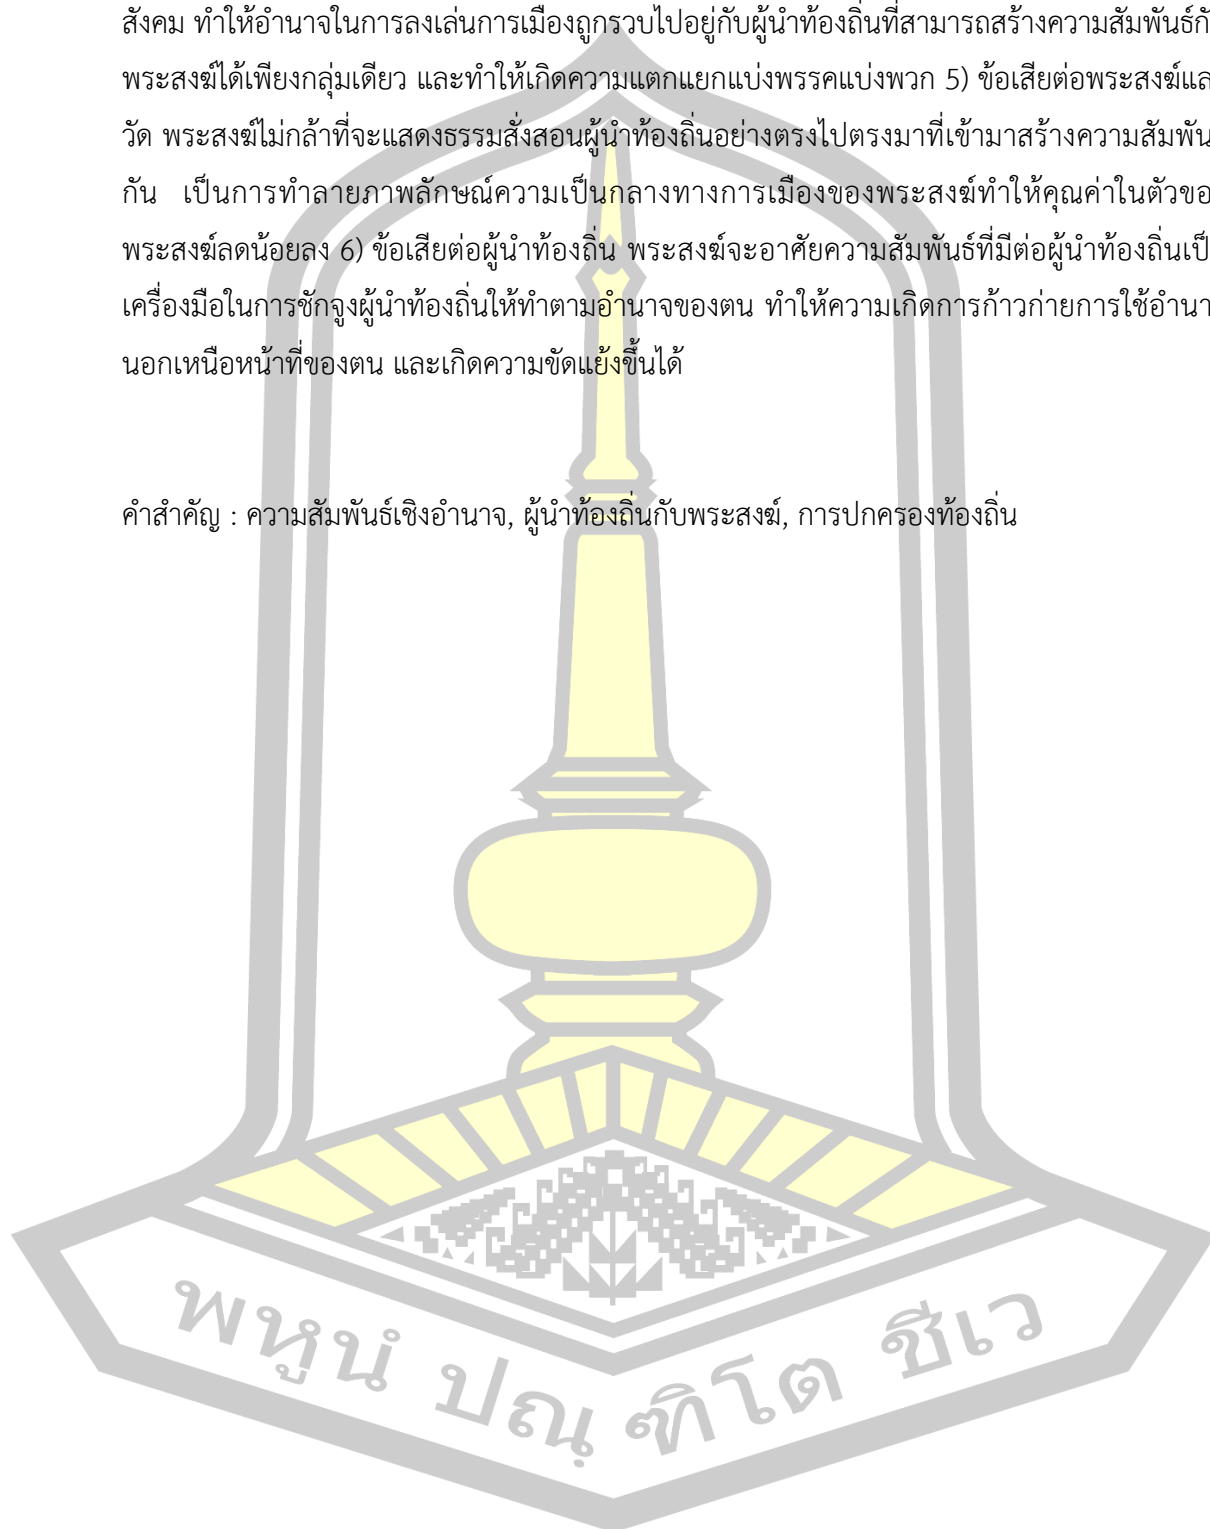 สังคม ทำให้อำนาจในการลงเล่นการเมืองถูกรวบไปอยู่กับผู้นำท้องถิ่นที่สามารถสร้างความสัมพันธ์กั
พระสงฆ์ได้เพียงกลุ่มเดียว และทำให้เกิดความแตกแยกแบ่งพรรคแบ่งพวก 5) ข้อเสียต่อพระสงฆ์แล
วัด พระสงฆ์ไม่กล้าที่จะแสดงธรรมสั่งสอนผู้นำท้องถิ่นอย่างตรงไปตรงมาที่เข้ามาสร้างความสัมพัน
กัน เป็นการทำลายภาพลักษณ์ความเป็นกลางทางการเมืองของพระสงฆ์ทำให้คุณค่าในตัวขอ
พระสงฆ์ลดน้อยลง 6) ข้อเสียต่อผู้นำท้องถิ่น พระสงฆ์จะอาศัยความสัมพันธ์ที่มีต่อผู้นำท้องถิ่นเป็
เครื่องมือในการชักจูงผู้นำท้องถิ่นให้ทำตามอำนาจของตน ทำให้ความเกิดการก้าวก่ายการใช้อำนา
นอกเหนือหน้าที่ของตน และเกิดความขัดแย้งขึ้นได้
คำสำคัญ : ความสัมพันธ์เชิงอำนาจ, ผู้นำท้องถิ่นกับพระสงฆ์, การปกครองท้องถิ่น
พหูนํ ปณฺฑิโต ชีเว